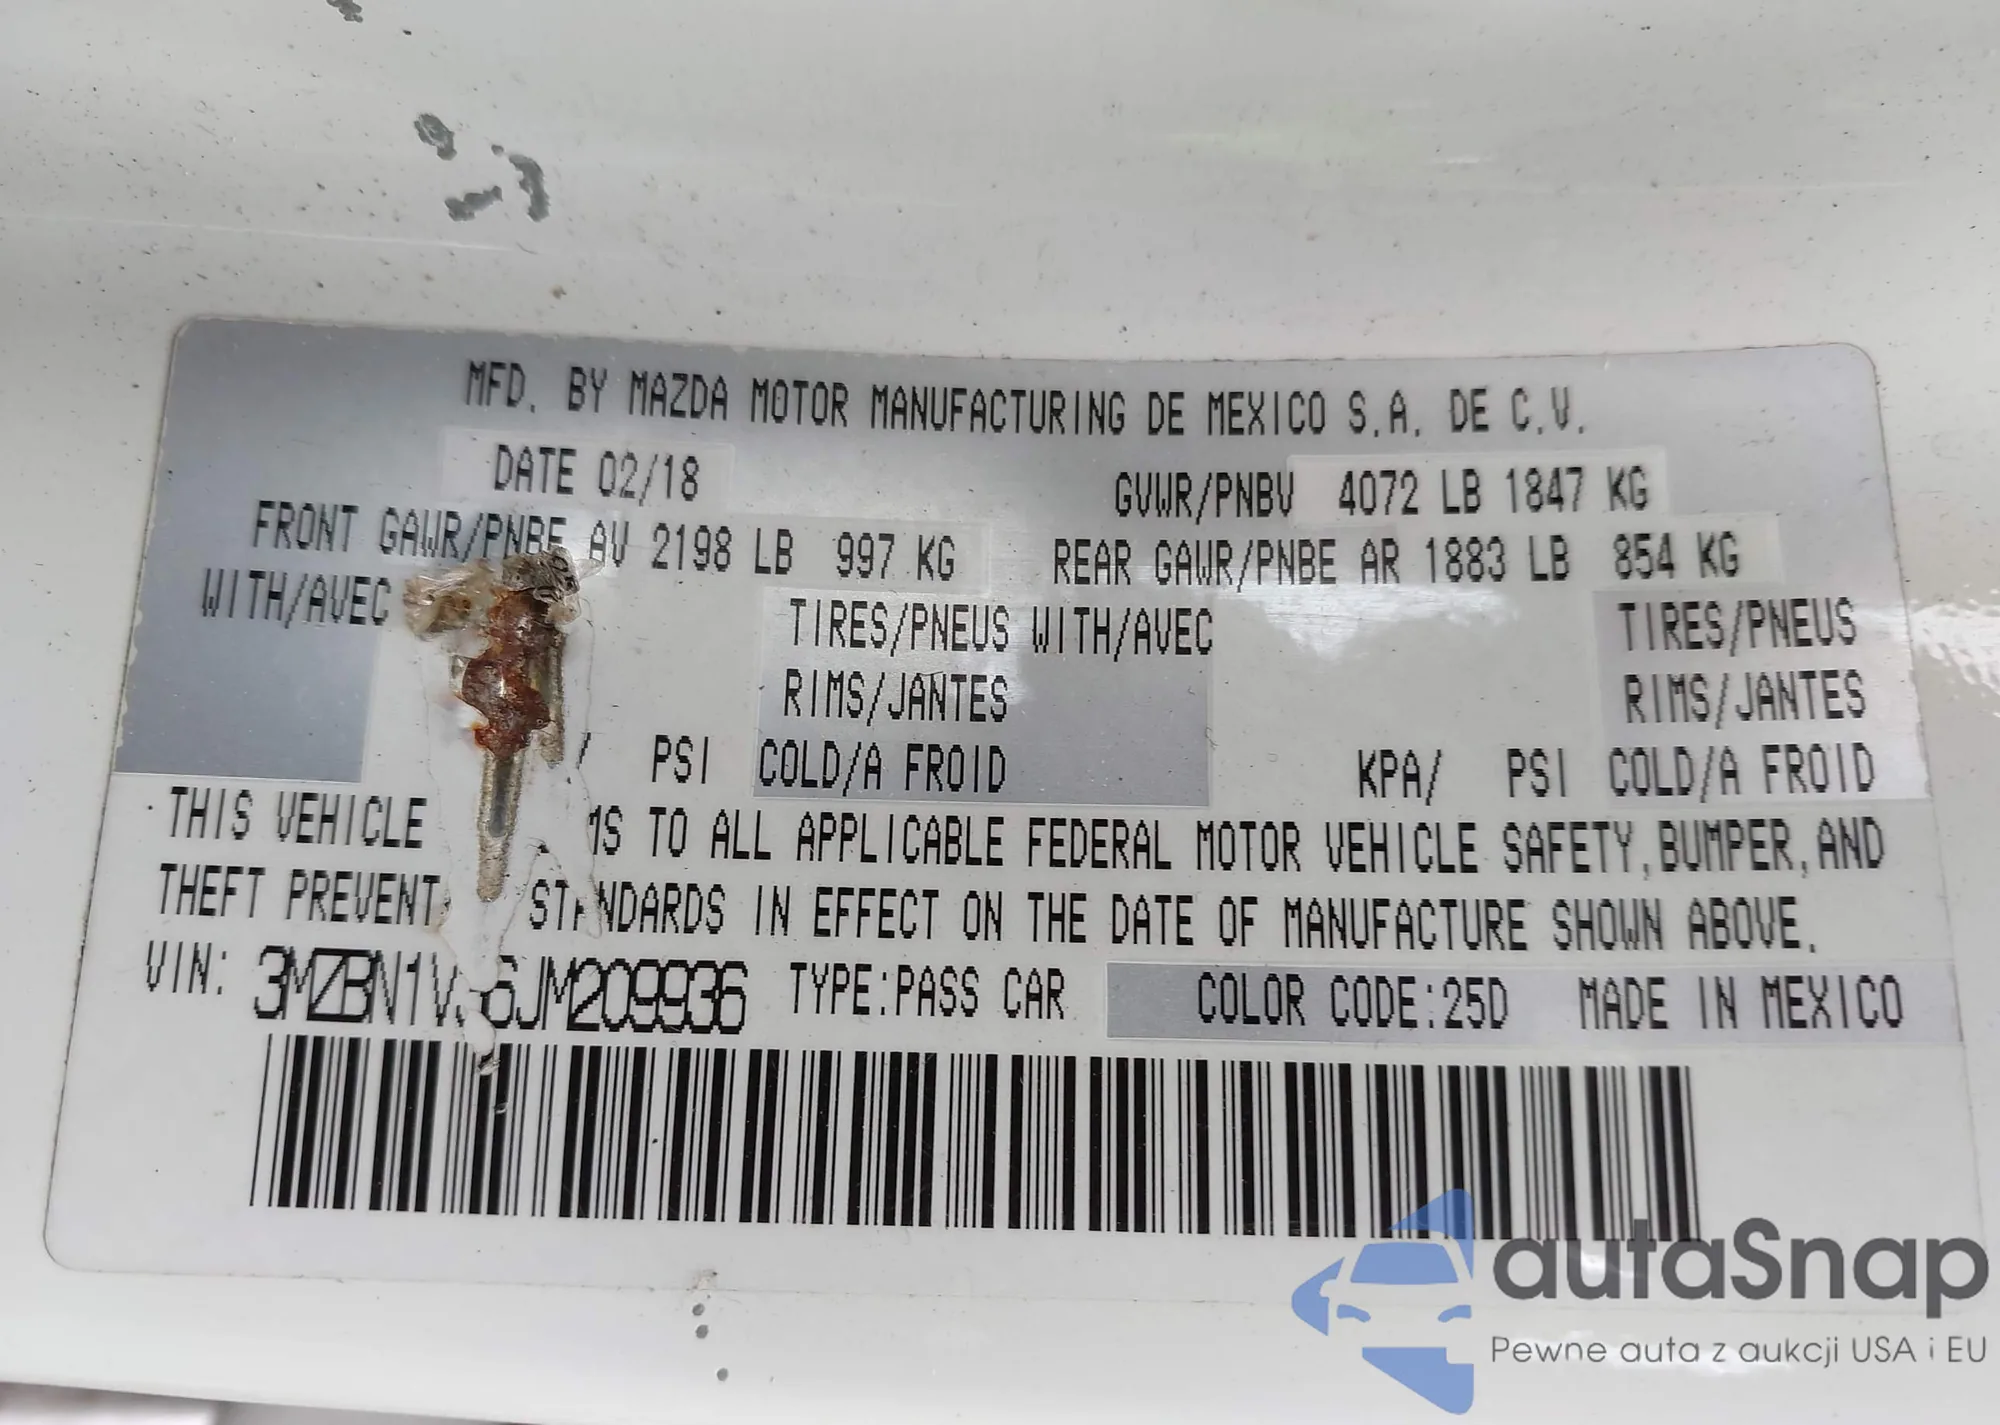 MFD. BY MAZDA MOTOR MANUFACTURING DE MEXICO S.A. DE C.V.
DATE 02/18 GVWR/PNBV 4072 LB 1847 KG
FRONT GAWR/PNBE AV 2198 LB 997 KG REAR GAWR/PNBE AR 1883 LB 854 KG
WITH/AVEC TIRES/PNEUS WITH/AVEC TIRES/PNEUS
RIMS/JANTES RIMS/JANTES
/ PSI COLD/A FROID KPA/ PSI COLD/A FROID
THIS VEHICLE TO ALL APPLICABLE FEDERAL MOTOR VEHICLE SAFETY, BUMPER, AND
THEFT STANDARDS IN EFFECT ON THE DATE OF MANUFACTURE SHOWN ABOVE.
VIN: TYPE:PASS CAR COLOR CODE:25D MADE IN MEXICO
autaSnap
Pewne auta z aukcji USA i EU